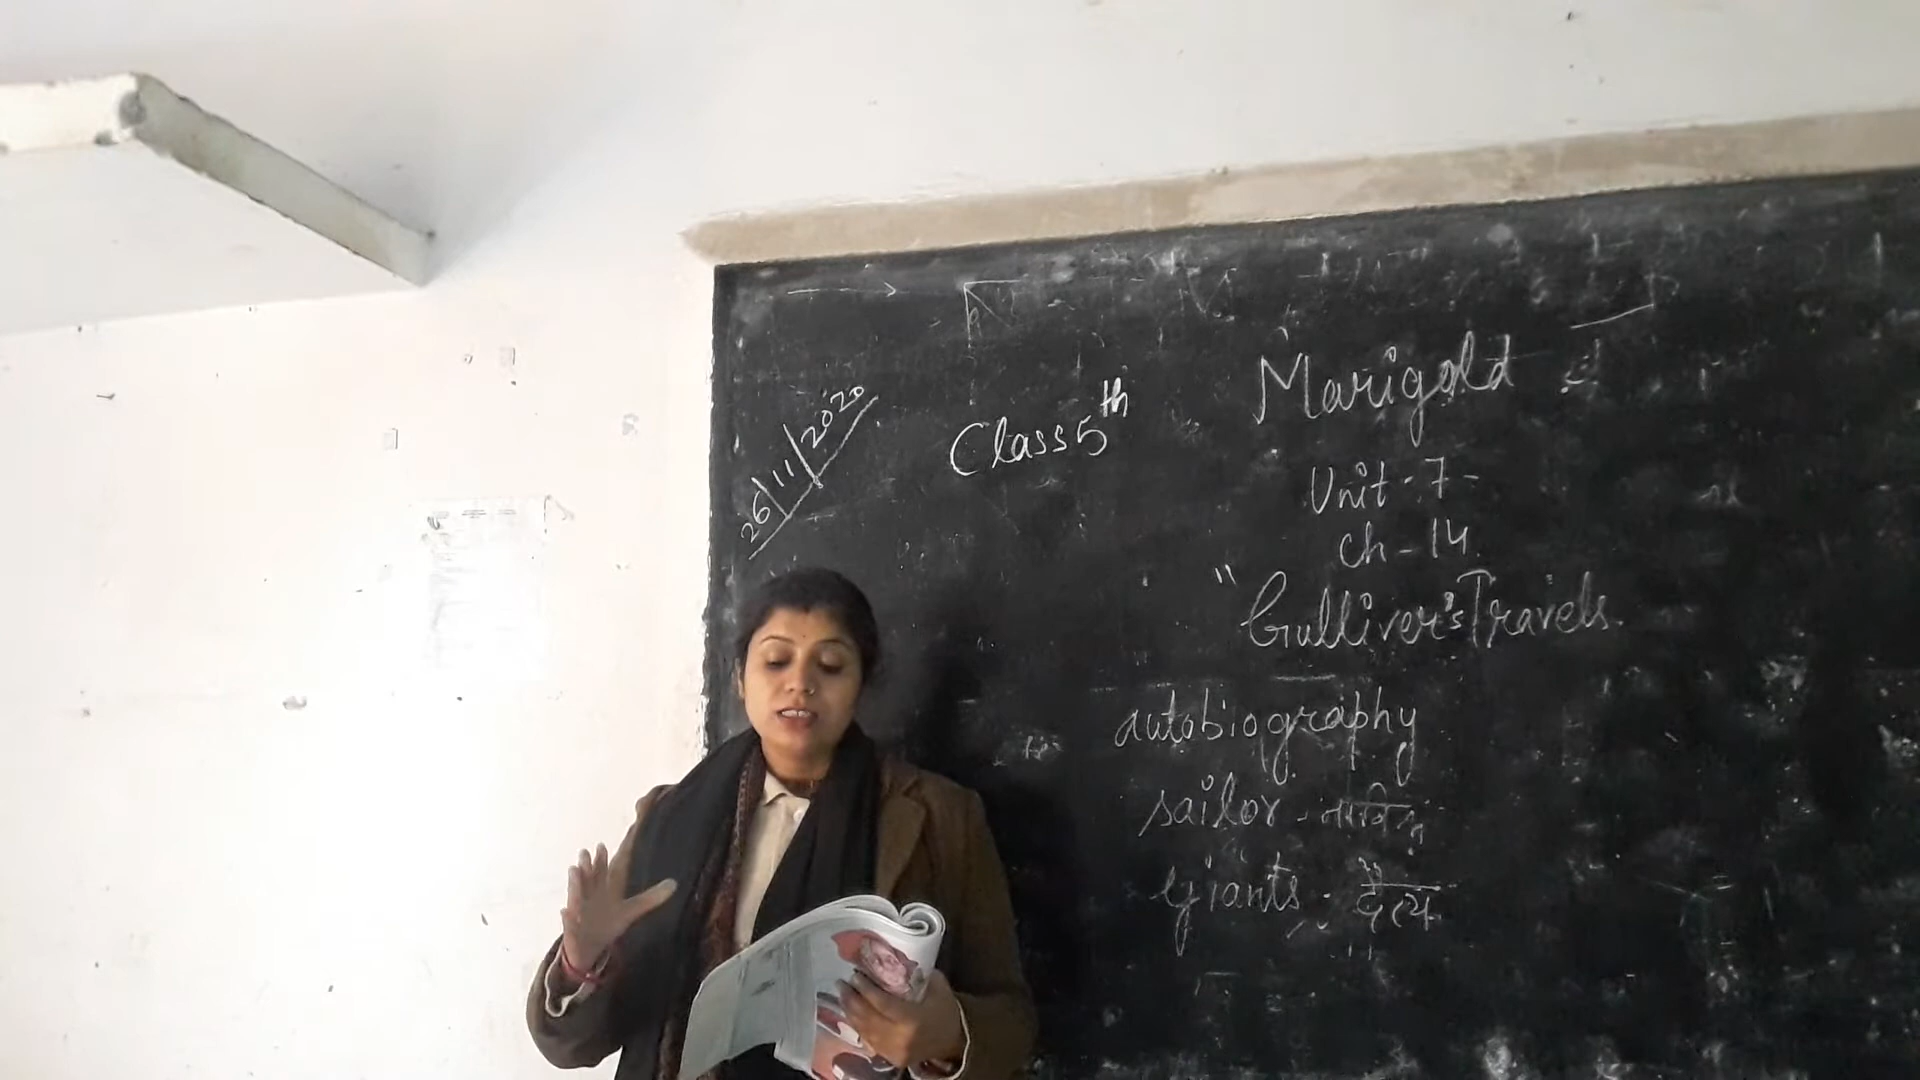 26/11/2020
Class 5th
Marigold
Unit - 7 -
Ch - 14
"Gulliver's Travels.
autobiography
sailor - नाविक
Giants - दैत्य